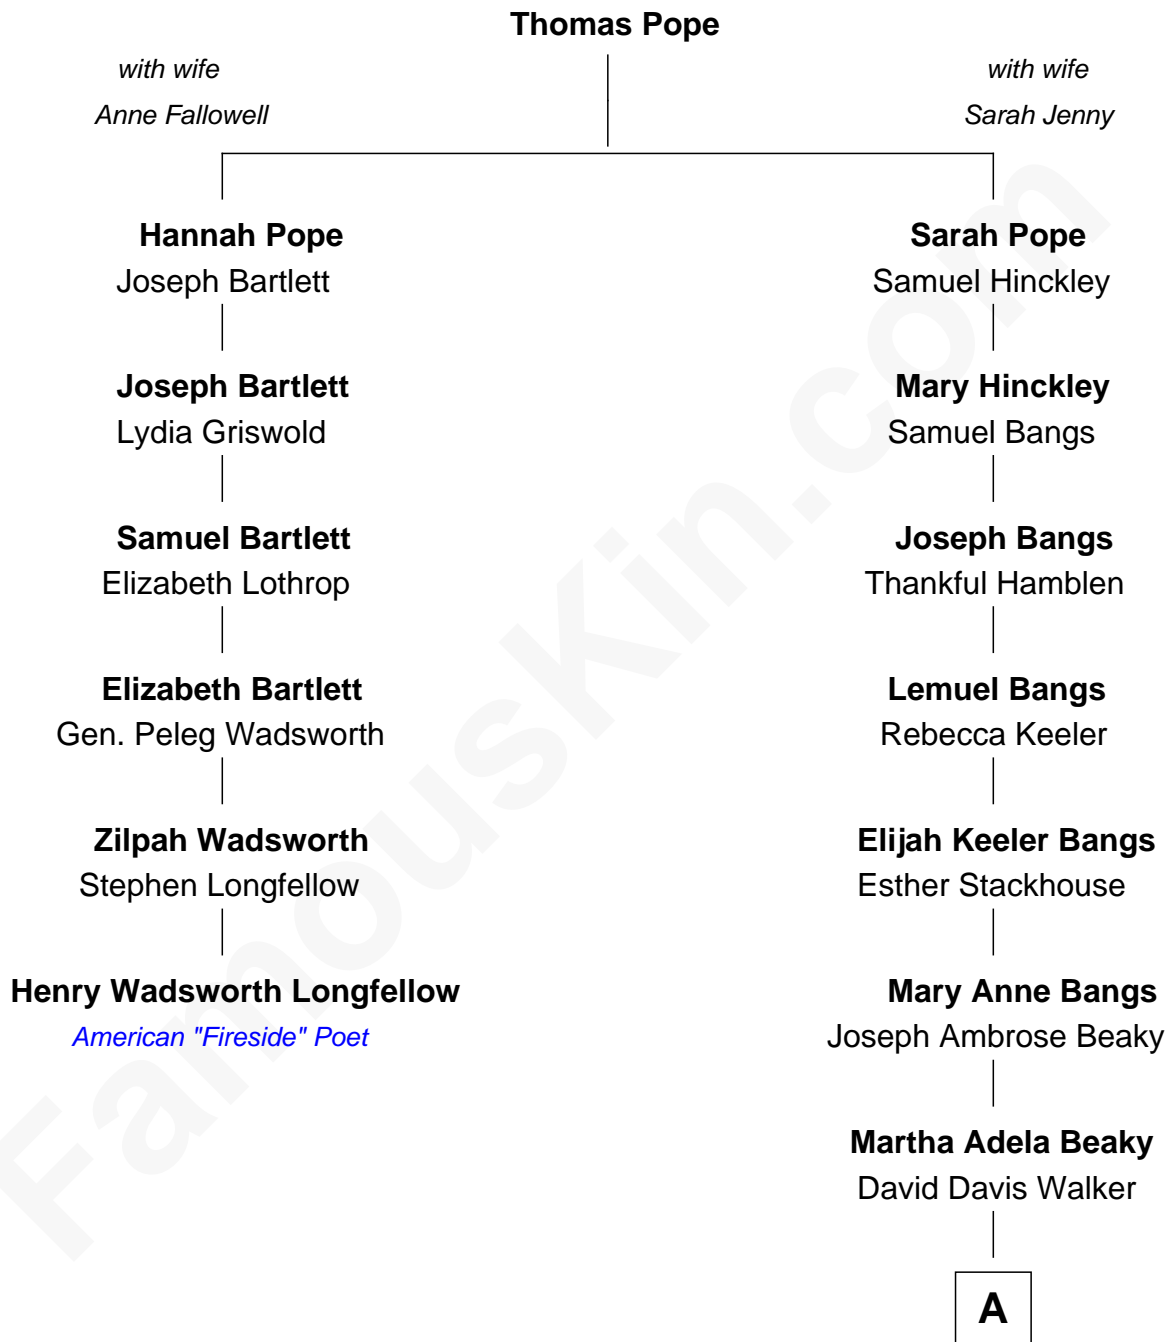 Thomas Pope
with wife
Anne Fallowell
with wife
Sarah Jenny
Hannah Pope
Joseph Bartlett
Sarah Pope
Samuel Hinckley
Joseph Bartlett
Lydia Griswold
Mary Hinckley
Samuel Bangs
Samuel Bartlett
Elizabeth Lothrop
Joseph Bangs
Thankful Hamblen
Elizabeth Bartlett
Gen. Peleg Wadsworth
Lemuel Bangs
Rebecca Keeler
Zilpah Wadsworth
Stephen Longfellow
Elijah Keeler Bangs
Esther Stackhouse
Henry Wadsworth Longfellow
American "Fireside" Poet
Mary Anne Bangs
Joseph Ambrose Beaky
Martha Adela Beaky
David Davis Walker
A
FamousKin.com